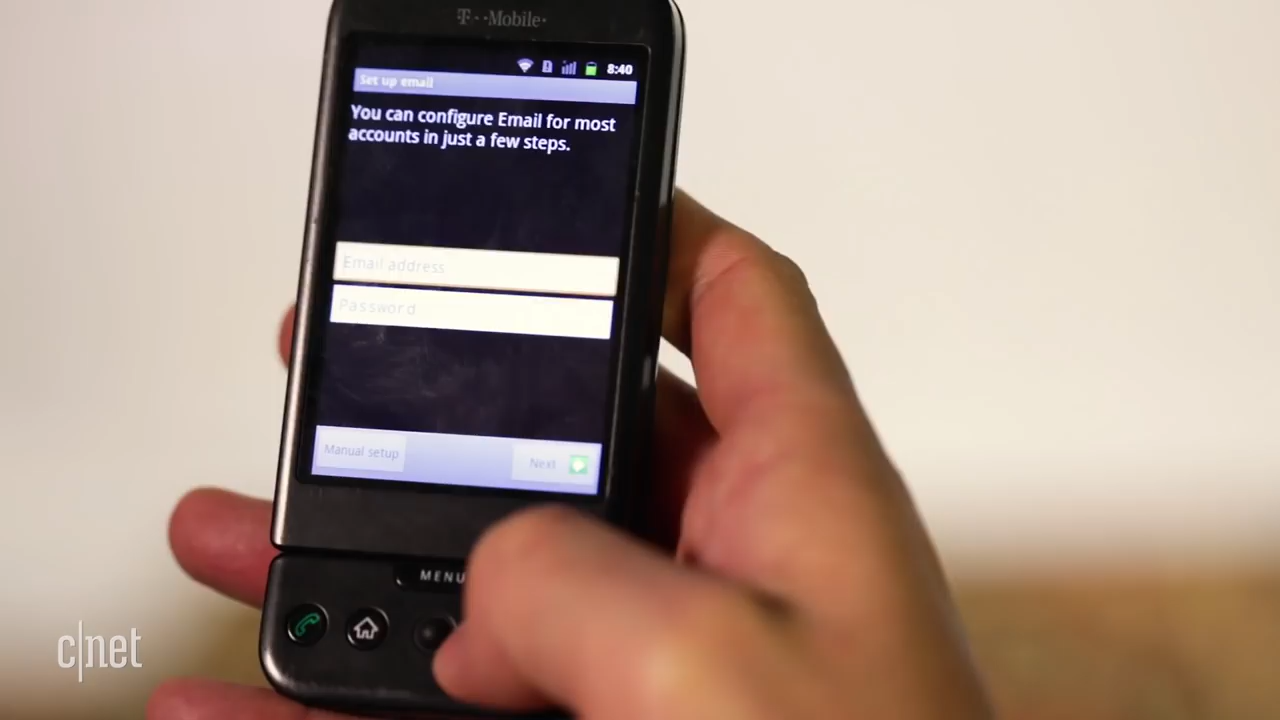 T··Mobile·
8:40
Set up email
You can configure Email for most
accounts in just a few steps.
Email address
Password
Manual setup
Next
MENU
c|net